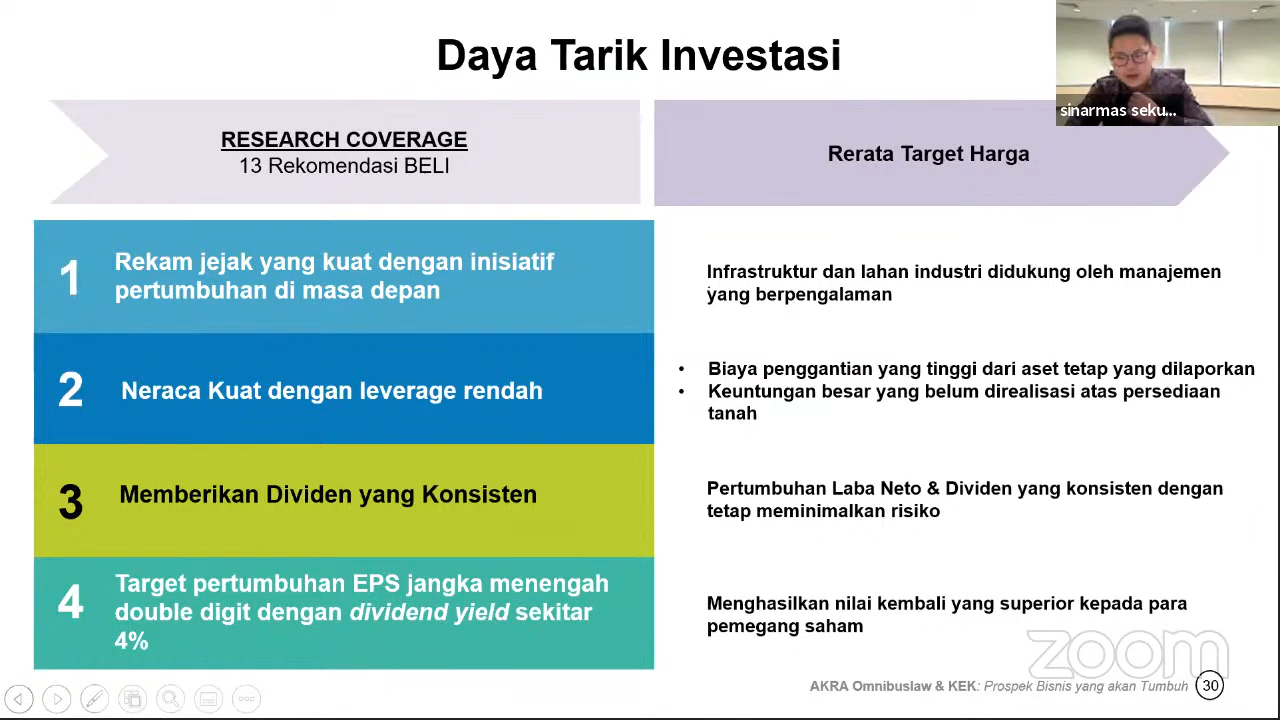 Daya Tarik Investasi
sinarmas seku...
RESEARCH COVERAGE
13 Rekomendasi BELI
Rerata Target Harga
1
Rekam jejak yang kuat dengan inisiatif
pertumbuhan di masa depan
Infrastruktur dan lahan industri didukung oleh manajemen
yang berpengalaman
2
Neraca Kuat dengan leverage rendah
• Biaya penggantian yang tinggi dari aset tetap yang dilaporkan
• Keuntungan besar yang belum direalisasi atas persediaan
tanah
3
Memberikan Dividen yang Konsisten
Pertumbuhan Laba Neto & Dividen yang konsisten dengan
tetap meminimalkan risiko
4
Target pertumbuhan EPS jangka menengah
double digit dengan dividend yield sekitar
4%
Menghasilkan nilai kembali yang superior kepada para
pemegang saham
zoom
AKRA Omnibuslaw & KEK: Prospek Bisnis yang akan Tumbuh
30